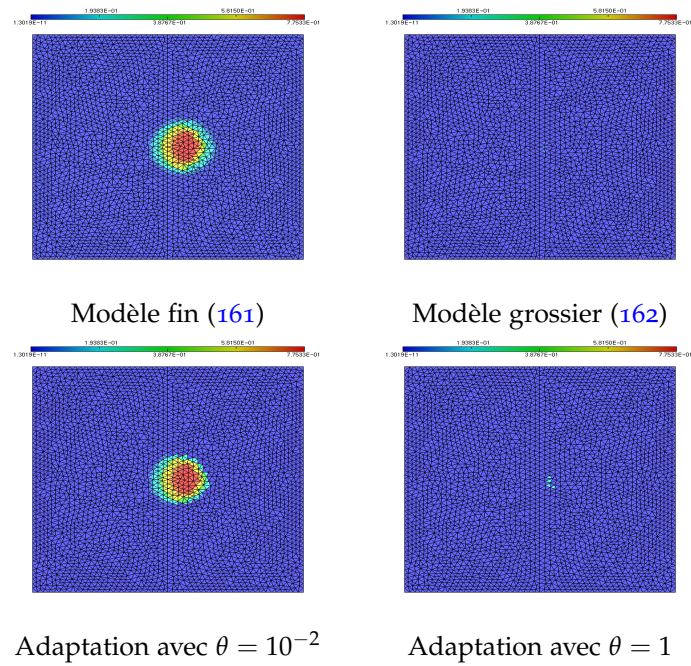 1.9383E-01 5.8150E-01 1.9383E-01 5.8150E-01
1.3019E-11 3.8767E-01 7.7533E-01 1.3019E-11 3.8767E-01 7.7533E-01
Modèle fin (161) Modèle grossier (162)
1.9383E-01 5.8150E-01 1.9383E-01 5.8150E-01
1.3019E-11 3.8767E-01 7.7533E-01 1.3019E-11 3.8767E-01 7.7533E-01
Adaptation avec θ = 10⁻² Adaptation avec θ = 1